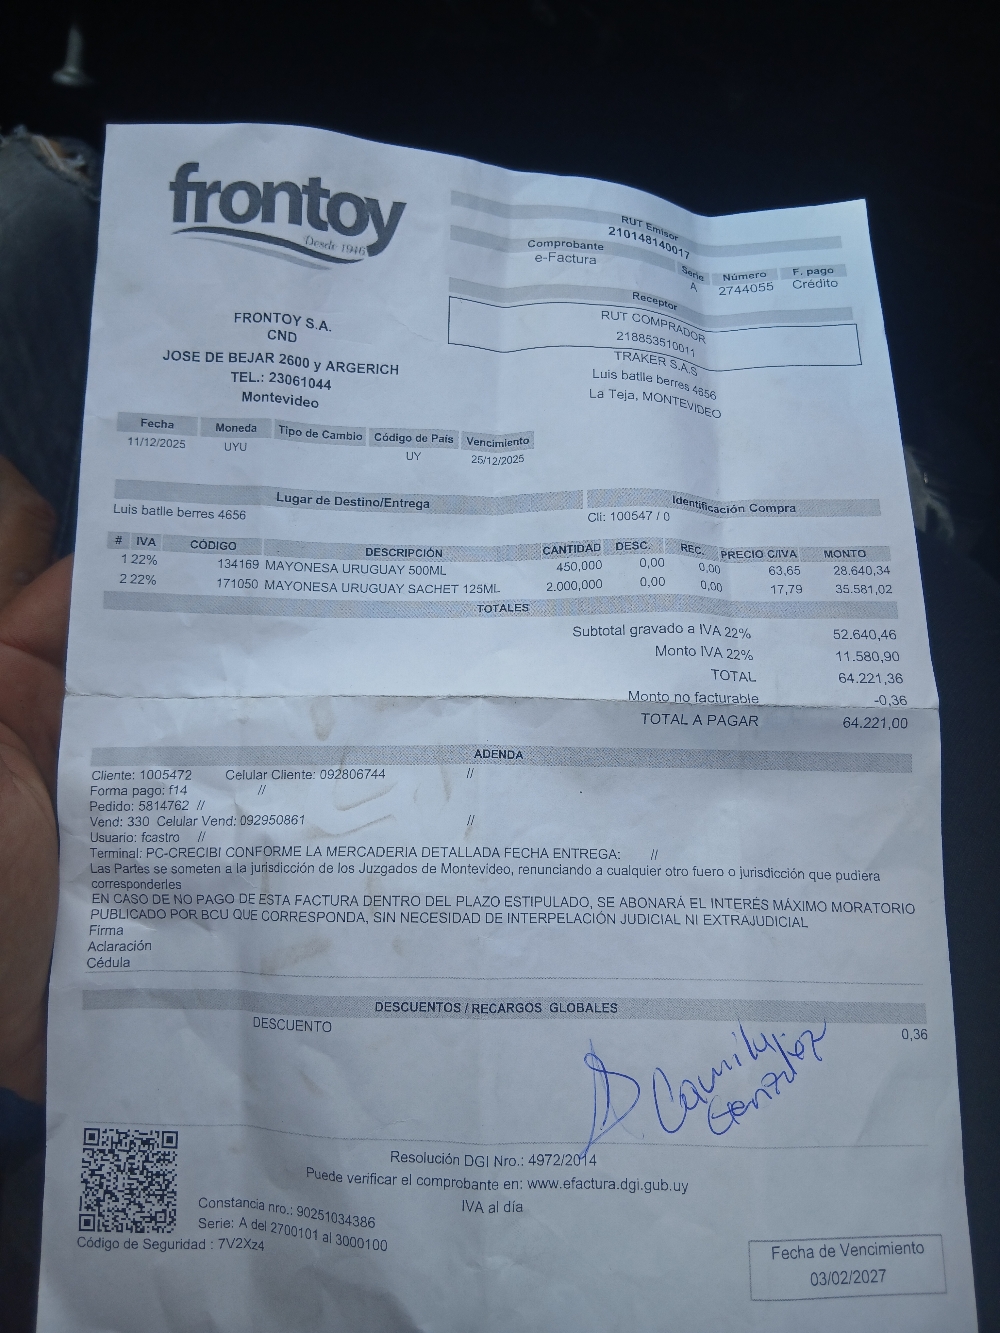 frontoy
Desde 1946
RUT Emisor
210148140017
Comprobante
e-Factura
Serie Número F. pago
A 2744055 Crédito
Receptor
RUT COMPRADOR
218853510011
TRAKER S.A.S
Luis batlle berres 4656
La Teja, MONTEVIDEO
FRONTOY S.A.
CND
JOSE DE BEJAR 2600 y ARGERICH
TEL.: 23061044
Montevideo
Fecha Moneda Tipo de Cambio Código de País Vencimiento
11/12/2025 UYU UY 25/12/2025
Lugar de Destino/Entrega Identificación Compra
Luis batlle berres 4656 Cli: 100547 / 0
# IVA CÓDIGO DESCRIPCIÓN CANTIDAD DESC. REC. PRECIO C/IVA MONTO
1 22% 134169 MAYONESA URUGUAY 500ML 450,000 0,00 0,00 63,65 28.640,34
2 22% 171050 MAYONESA URUGUAY SACHET 125ML 2.000,000 0,00 0,00 17,79 35.581,02
TOTALES
Subtotal gravado a IVA 22% 52.640,46
Monto IVA 22% 11.580,90
TOTAL 64.221,36
Monto no facturable -0,36
TOTAL A PAGAR 64.221,00
ADENDA
Cliente: 1005472 Celular Cliente: 092806744 //
Forma pago: f14 //
Pedido: 5814762 //
Vend: 330 Celular Vend: 092950861 //
Usuario: fcastro //
Terminal: PC-CRECIBI CONFORME LA MERCADERIA DETALLADA FECHA ENTREGA: //
Las Partes se someten a la jurisdicción de los Juzgados de Montevideo, renunciando a cualquier otro fuero o jurisdicción que pudiera
corresponderles
EN CASO DE NO PAGO DE ESTA FACTURA DENTRO DEL PLAZO ESTIPULADO, SE ABONARÁ EL INTERÉS MÁXIMO MORATORIO
PUBLICADO POR BCU QUE CORRESPONDA, SIN NECESIDAD DE INTERPELACIÓN JUDICIAL NI EXTRAJUDICIAL
Firma
Aclaración
Cédula
DESCUENTOS / RECARGOS GLOBALES
DESCUENTO 0,36
Resolución DGI Nro.: 4972/2014
Puede verificar el comprobante en: www.efactura.dgi.gub.uy
IVA al día
Constancia nro.: 90251034386
Serie: A del 2700101 al 3000100
Código de Seguridad : 7V2Xz4
Fecha de Vencimiento
03/02/2027